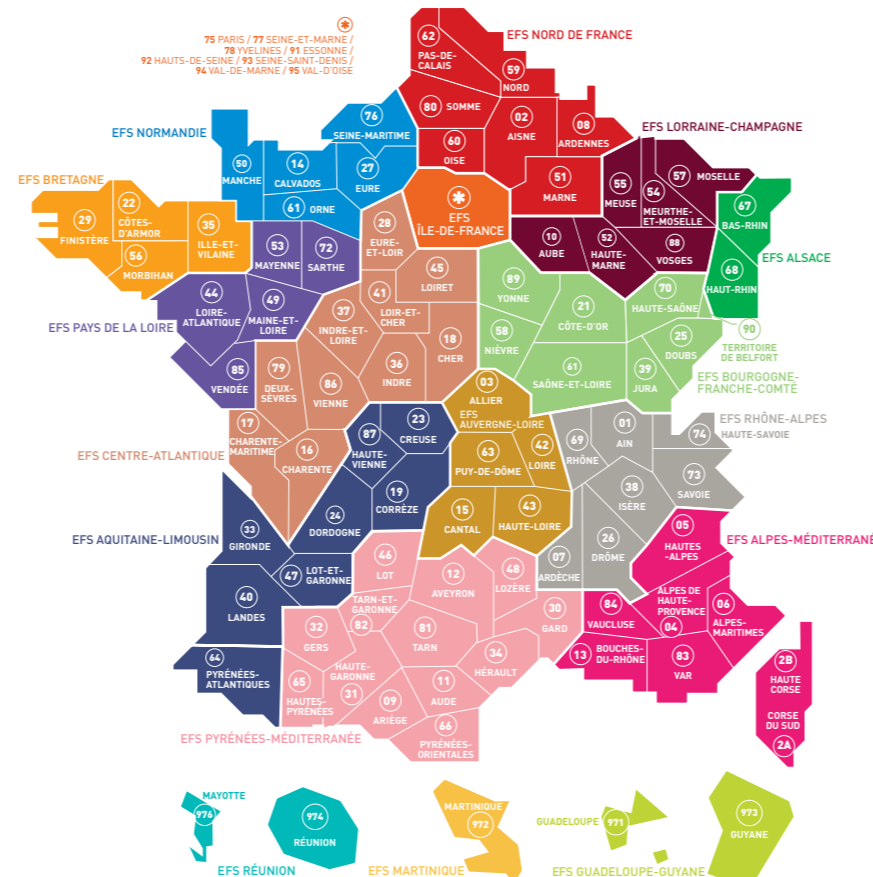 75 PARIS / 77 SEINE-ET-MARNE /
78 YVELINES / 91 ESSONNE /
92 HAUTS-DE-SEINE / 93 SEINE-SAINT-DENIS /
94 VAL-DE-MARNE / 95 VAL-D'OISE
EFS NORD DE FRANCE
62
PAS-DE-
CALAIS
59
NORD
80
SOMME
02
AISNE
08
ARDENNES
60
OISE
51
MARNE
EFS NORMANDIE
76
SEINE-MARITIME
50
MANCHE
14
CALVADOS
27
EURE
61
ORNE
EFS
ÎLE-DE-FRANCE
EFS LORRAINE-CHAMPAGNE
55
MEUSE
54
MEURTHE-
ET-MOSELLE
57
MOSELLE
10
AUBE
52
HAUTE-
MARNE
88
VOSGES
67
BAS-RHIN
68
HAUT-RHIN
EFS ALSACE
EFS BRETAGNE
29
FINISTÈRE
22
CÔTES-
D'ARMOR
35
ILLE-ET-
VILAINE
56
MORBIHAN
53
MAYENNE
72
SARTHE
44
LOIRE-
ATLANTIQUE
49
MAINE-ET-
LOIRE
85
VENDÉE
EFS PAYS DE LA LOIRE
28
EURE-
ET-LOIR
45
LOIRET
41
LOIR-ET-
CHER
37
INDRE-ET-
LOIRE
18
CHER
36
INDRE
79
DEUX-
SÈVRES
86
VIENNE
17
CHARENTE-
MARITIME
16
CHARENTE
EFS CENTRE-ATLANTIQUE
89
YONNE
21
CÔTE-D'OR
58
NIÈVRE
61
SAÔNE-ET-LOIRE
70
HAUTE-SAÔNE
25
DOUBS
39
JURA
90
TERRITOIRE
DE BELFORT
EFS BOURGOGNE-
FRANCHE-COMTÉ
03
ALLIER
EFS
AUVERGNE-LOIRE
63
PUY-DE-DÔME
42
LOIRE
15
CANTAL
43
HAUTE-LOIRE
EFS RHÔNE-ALPES
01
AIN
69
RHÔNE
74
HAUTE-SAVOIE
73
SAVOIE
38
ISÈRE
26
DRÔME
07
ARDÈCHE
23
CREUSE
87
HAUTE-
VIENNE
19
CORRÈZE
24
DORDOGNE
33
GIRONDE
47
LOT-ET-
GARONNE
40
LANDES
64
PYRÉNÉES-
ATLANTIQUES
EFS AQUITAINE-LIMOUSIN
46
LOT
12
AVEYRON
48
LOZÈRE
30
GARD
TARN-ET-
GARONNE
82
32
GERS
81
TARN
34
HÉRAULT
HAUTE-
GARONNE
31
65
HAUTES-
PYRÉNÉES
09
ARIÈGE
11
AUDE
66
PYRÉNÉES-
ORIENTALES
EFS PYRÉNÉES-MÉDITERRANÉE
EFS ALPES-MÉDITERRANÉ
05
HAUTES
-ALPES
84
VAUCLUSE
ALPES DE
HAUTE-
PROVENCE
04
06
ALPES-
MARITIMES
13
BOUCHES-
DU-RHÔNE
83
VAR
2B
HAUTE
CORSE
CORSE
DU SUD
2A
MAYOTTE
976
974
RÉUNION
EFS RÉUNION
MARTINIQUE
972
EFS MARTINIQUE
GUADELOUPE
971
973
GUYANE
EFS GUADELOUPE-GUYANE